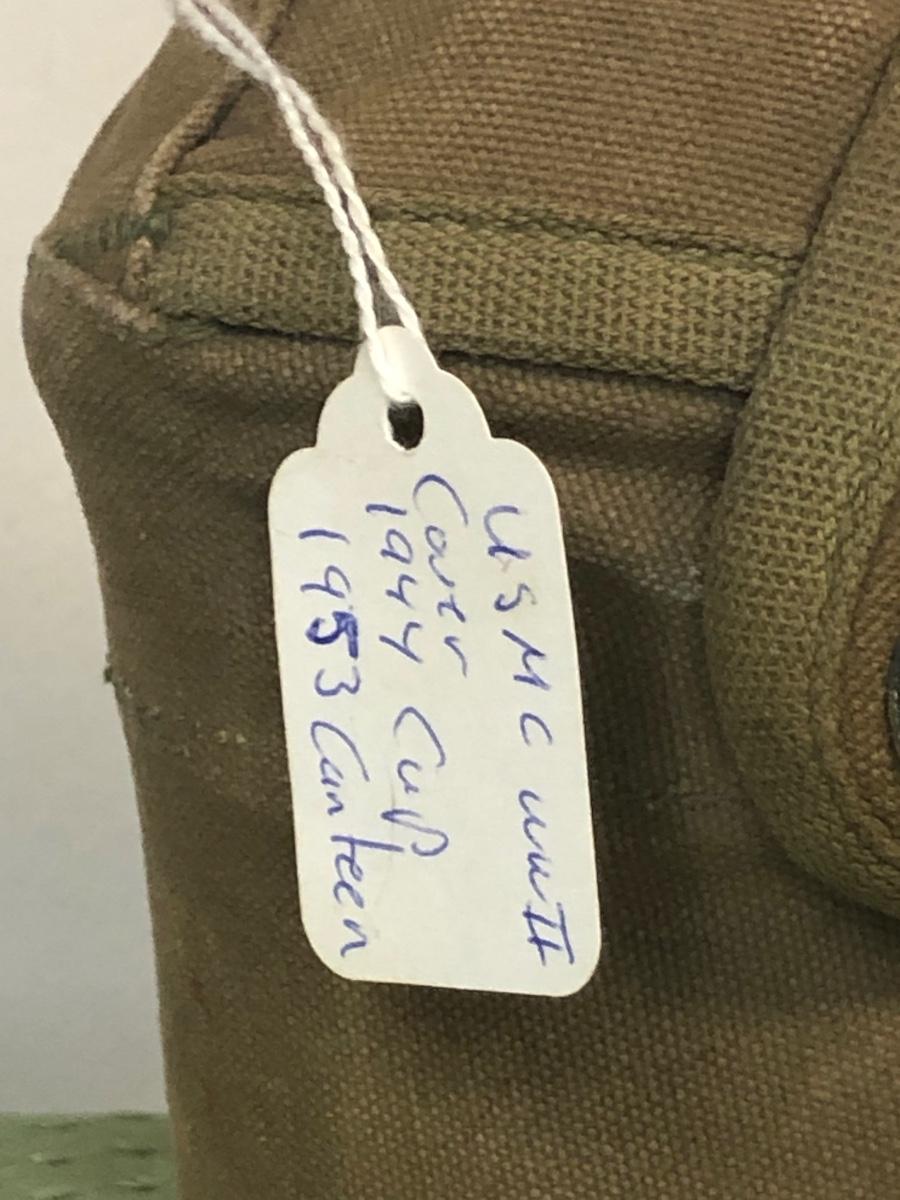 USMC WWII
Cover
1944 Cup
1953 Canteen